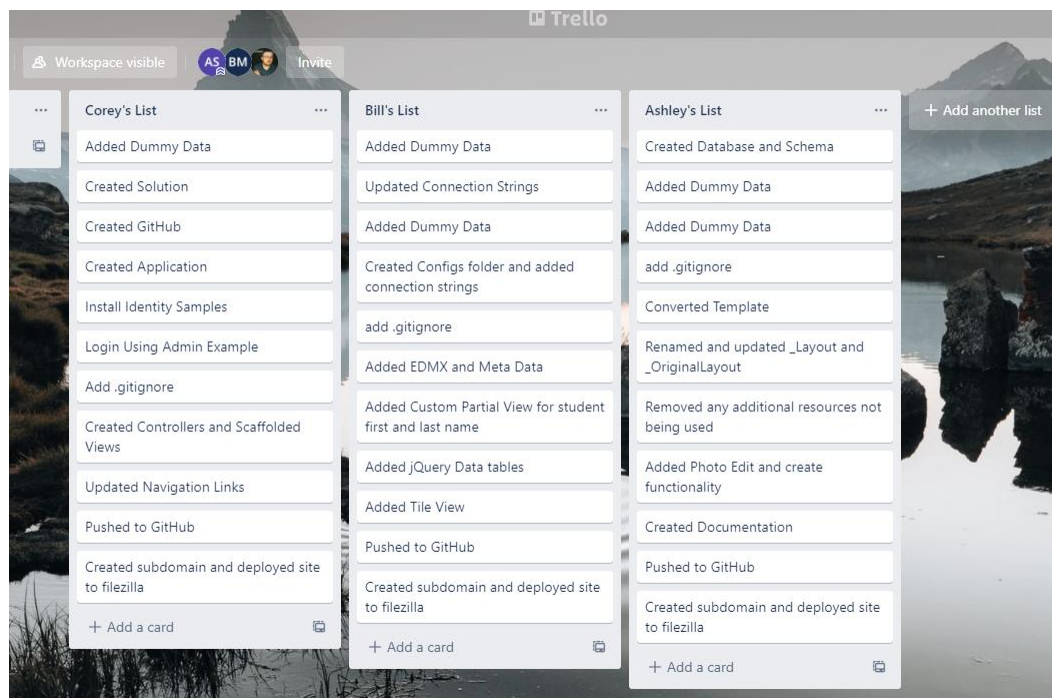 Trello
Workspace visible
AS
BM
Invite
Corey's List
Added Dummy Data
Created Solution
Created GitHub
Created Application
Install Identity Samples
Login Using Admin Example
Add .gitignore
Created Controllers and Scaffolded
Views
Updated Navigation Links
Pushed to GitHub
Created subdomain and deployed site
to filezilla
+ Add a card
Bill's List
Added Dummy Data
Updated Connection Strings
Added Dummy Data
Created Configs folder and added
connection strings
add .gitignore
Added EDMX and Meta Data
Added Custom Partial View for student
first and last name
Added jQuery Data tables
Added Tile View
Pushed to GitHub
Created subdomain and deployed site
to filezilla
+ Add a card
Ashley's List
Created Database and Schema
Added Dummy Data
Added Dummy Data
add .gitignore
Converted Template
Renamed and updated _Layout and
_OriginalLayout
Removed any additional resources not
being used
Added Photo Edit and create
functionality
Created Documentation
Pushed to GitHub
Created subdomain and deployed site
to filezilla
+ Add a card
+ Add another list